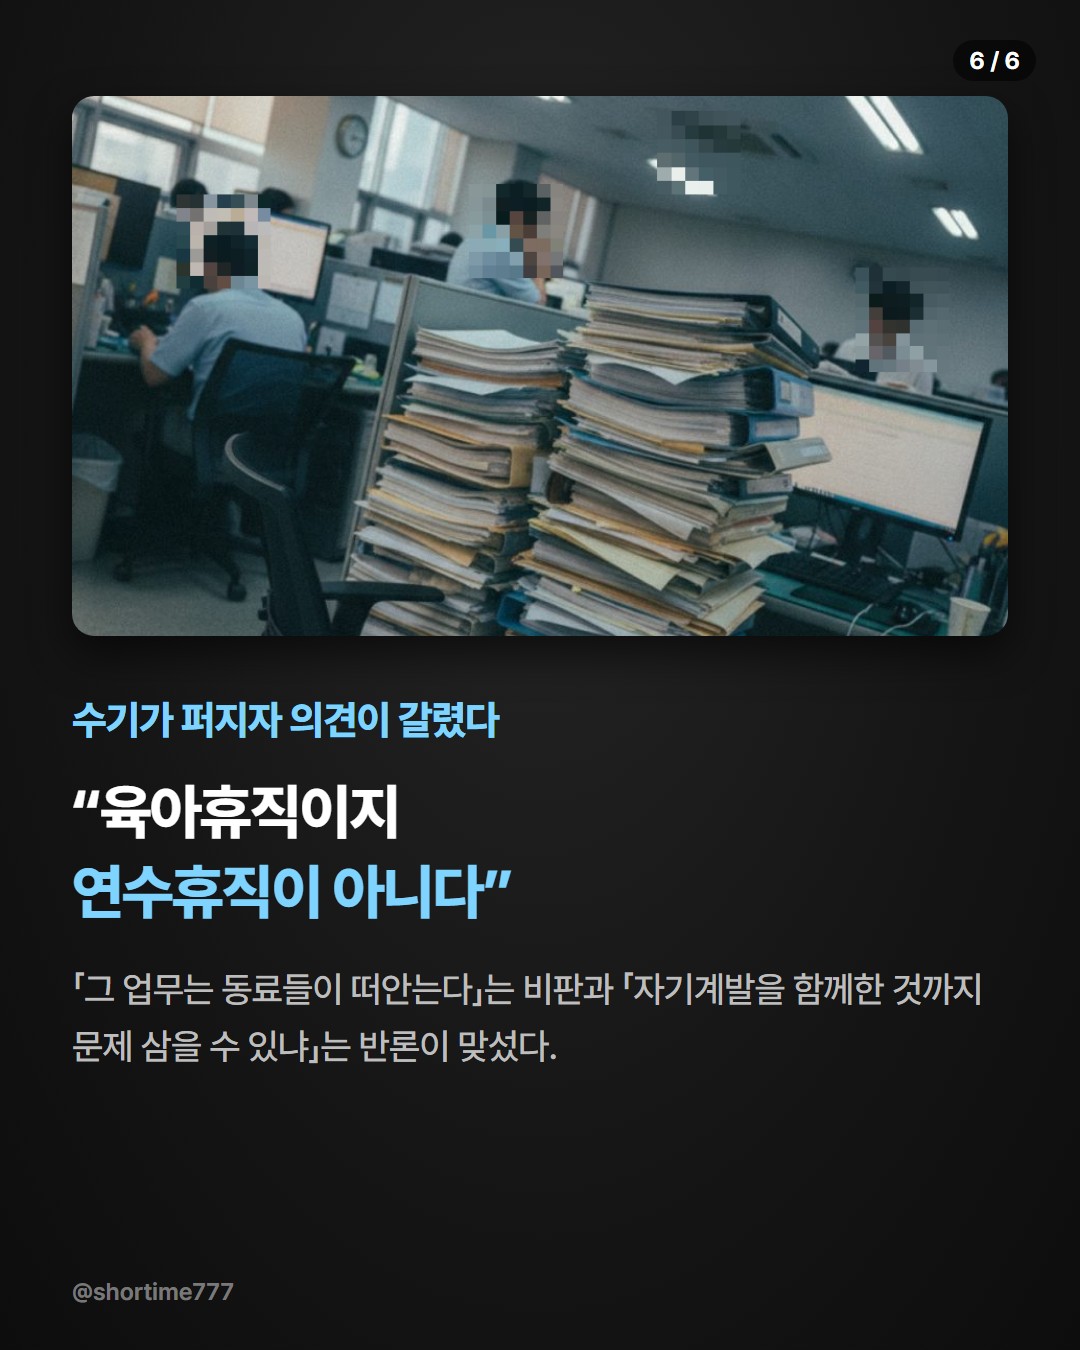 6 / 6
수기가 퍼지자 의견이 갈렸다
“육아휴직이지
연수휴직이 아니다”
「그 업무는 동료들이 떠안는다」는 비판과 「자기계발을 함께한 것까지
문제 삼을 수 있냐」는 반론이 맞섰다.
@shortime777